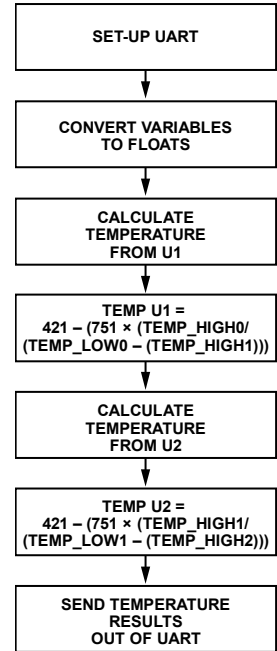 SET-UP UART
CONVERT VARIABLES
TO FLOATS
CALCULATE
TEMPERATURE
FROM U1
TEMP U1 =
421 – (751 × (TEMP_HIGH0/
(TEMP_LOW0 – (TEMP_HIGH1)))
CALCULATE
TEMPERATURE
FROM U2
TEMP U2 =
421 – (751 × (TEMP_HIGH1/
(TEMP_LOW1 – (TEMP_HIGH2)))
SEND TEMPERATURE
RESULTS
OUT OF UART